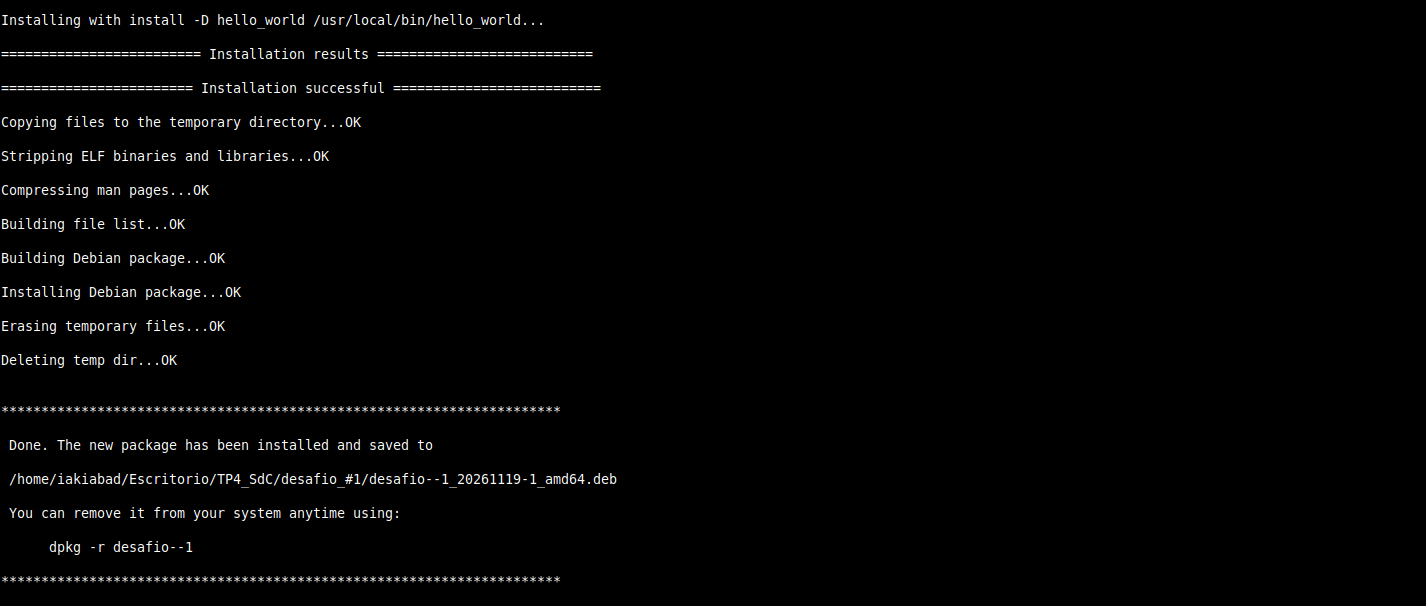 Installing with install -D hello_world /usr/local/bin/hello_world...
========================= Installation results ===========================
======================== Installation successful ==========================
Copying files to the temporary directory...OK
Stripping ELF binaries and libraries...OK
Compressing man pages...OK
Building file list...OK
Building Debian package...OK
Installing Debian package...OK
Erasing temporary files...OK
Deleting temp dir...OK
**********************************************************************
Done. The new package has been installed and saved to
/home/iakiabad/Escritorio/TP4_SdC/desafio_#1/desafio--1_20261119-1_amd64.deb
You can remove it from your system anytime using:
dpkg -r desafio--1
**********************************************************************